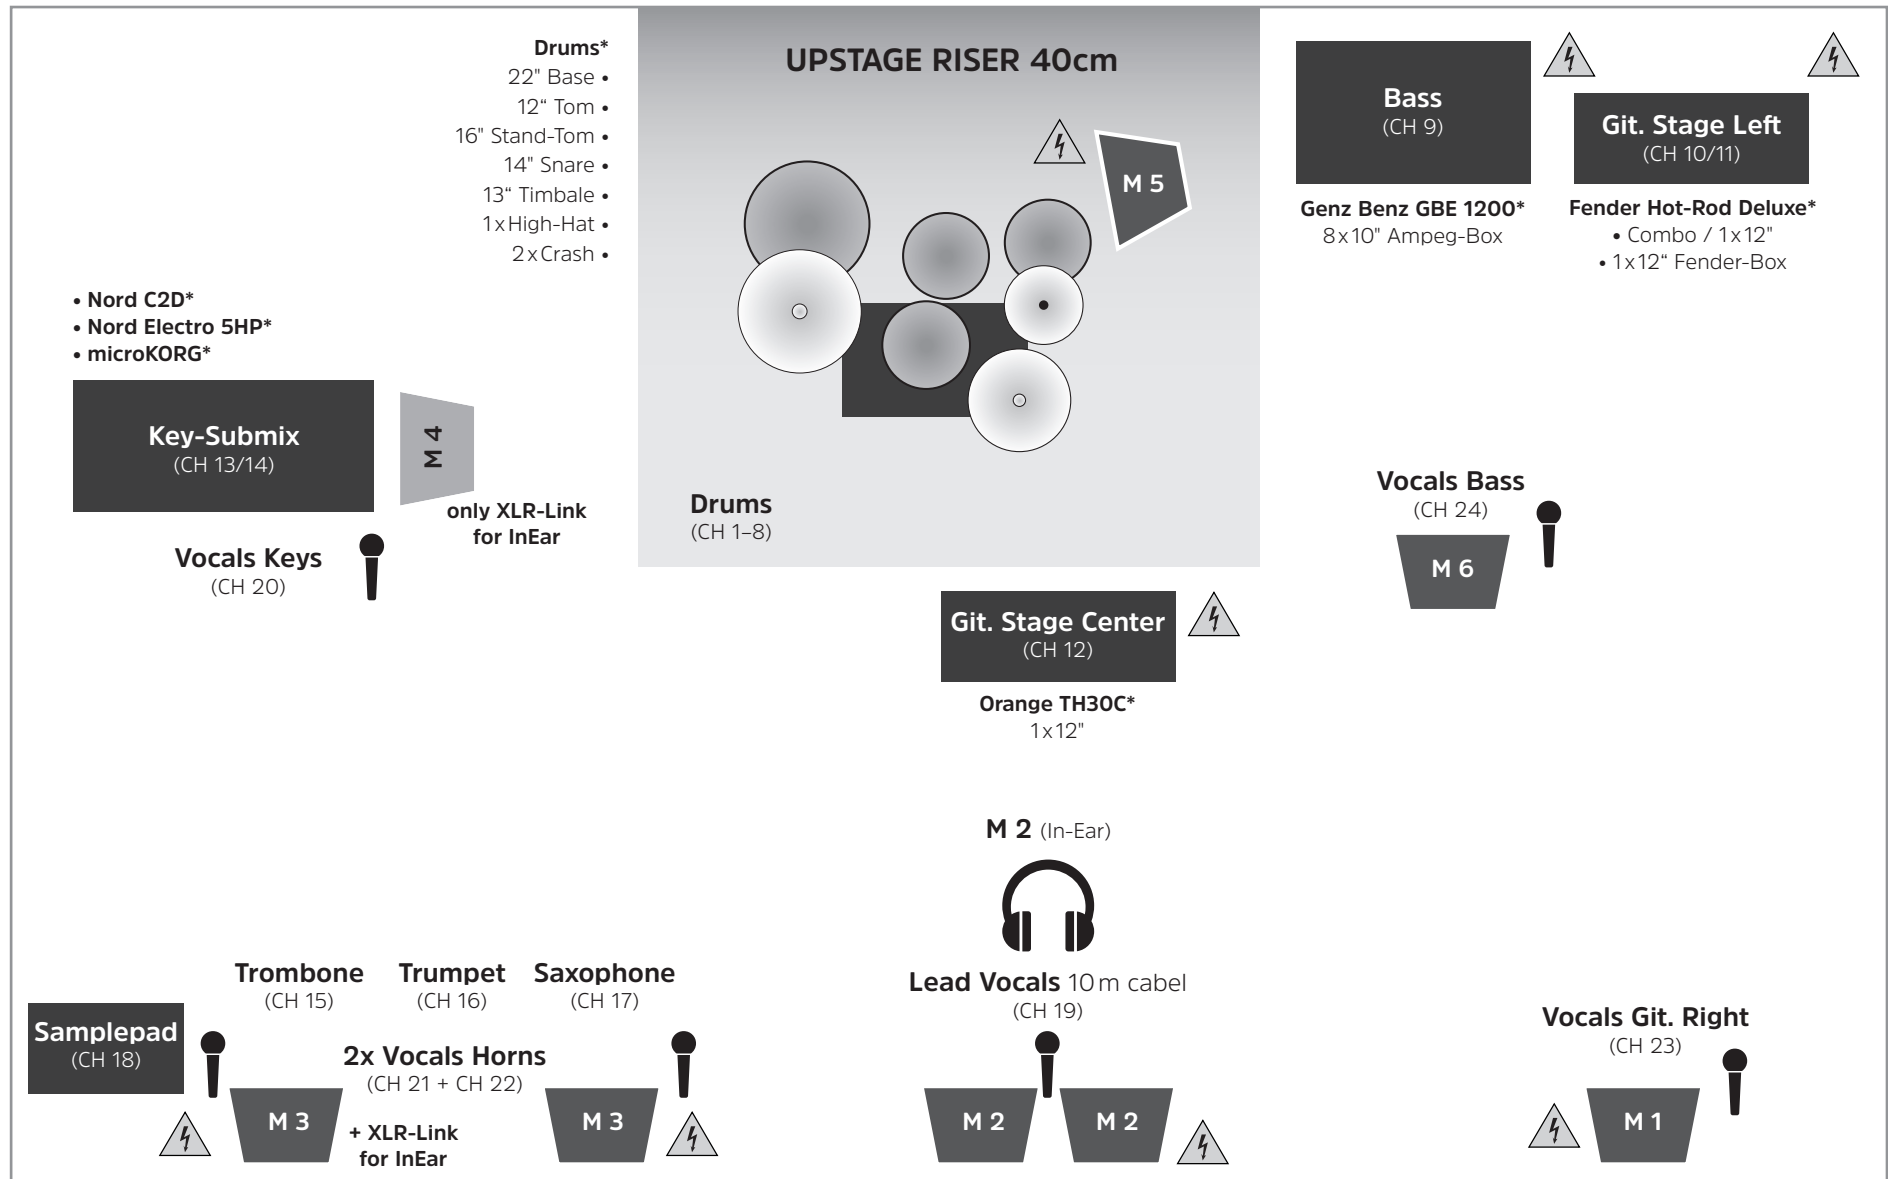 Drums*
22" Base •
12“ Tom •
16" Stand-Tom •
14" Snare •
13“ Timbale •
1x High-Hat •
2x Crash •
UPSTAGE RISER 40cm
M 5
Drums
(CH 1–8)
Bass
(CH 9)
Genz Benz GBE 1200*
8x10" Ampeg-Box
Git. Stage Left
(CH 10/11)
Fender Hot-Rod Deluxe*
• Combo / 1x12"
• 1x12“ Fender-Box
• Nord C2D*
• Nord Electro 5HP*
• microKORG*
Key-Submix
(CH 13/14)
M 4
only XLR-Link
for InEar
Vocals Keys
(CH 20)
Vocals Bass
(CH 24)
M 6
Git. Stage Center
(CH 12)
Orange TH30C*
1x12"
M 2 (In-Ear)
Lead Vocals 10 m cabel
(CH 19)
M 2
M 2
Trombone
(CH 15)
Trumpet
(CH 16)
Saxophone
(CH 17)
Samplepad
(CH 18)
2x Vocals Horns
(CH 21 + CH 22)
M 3
+ XLR-Link
for InEar
M 3
Vocals Git. Right
(CH 23)
M 1